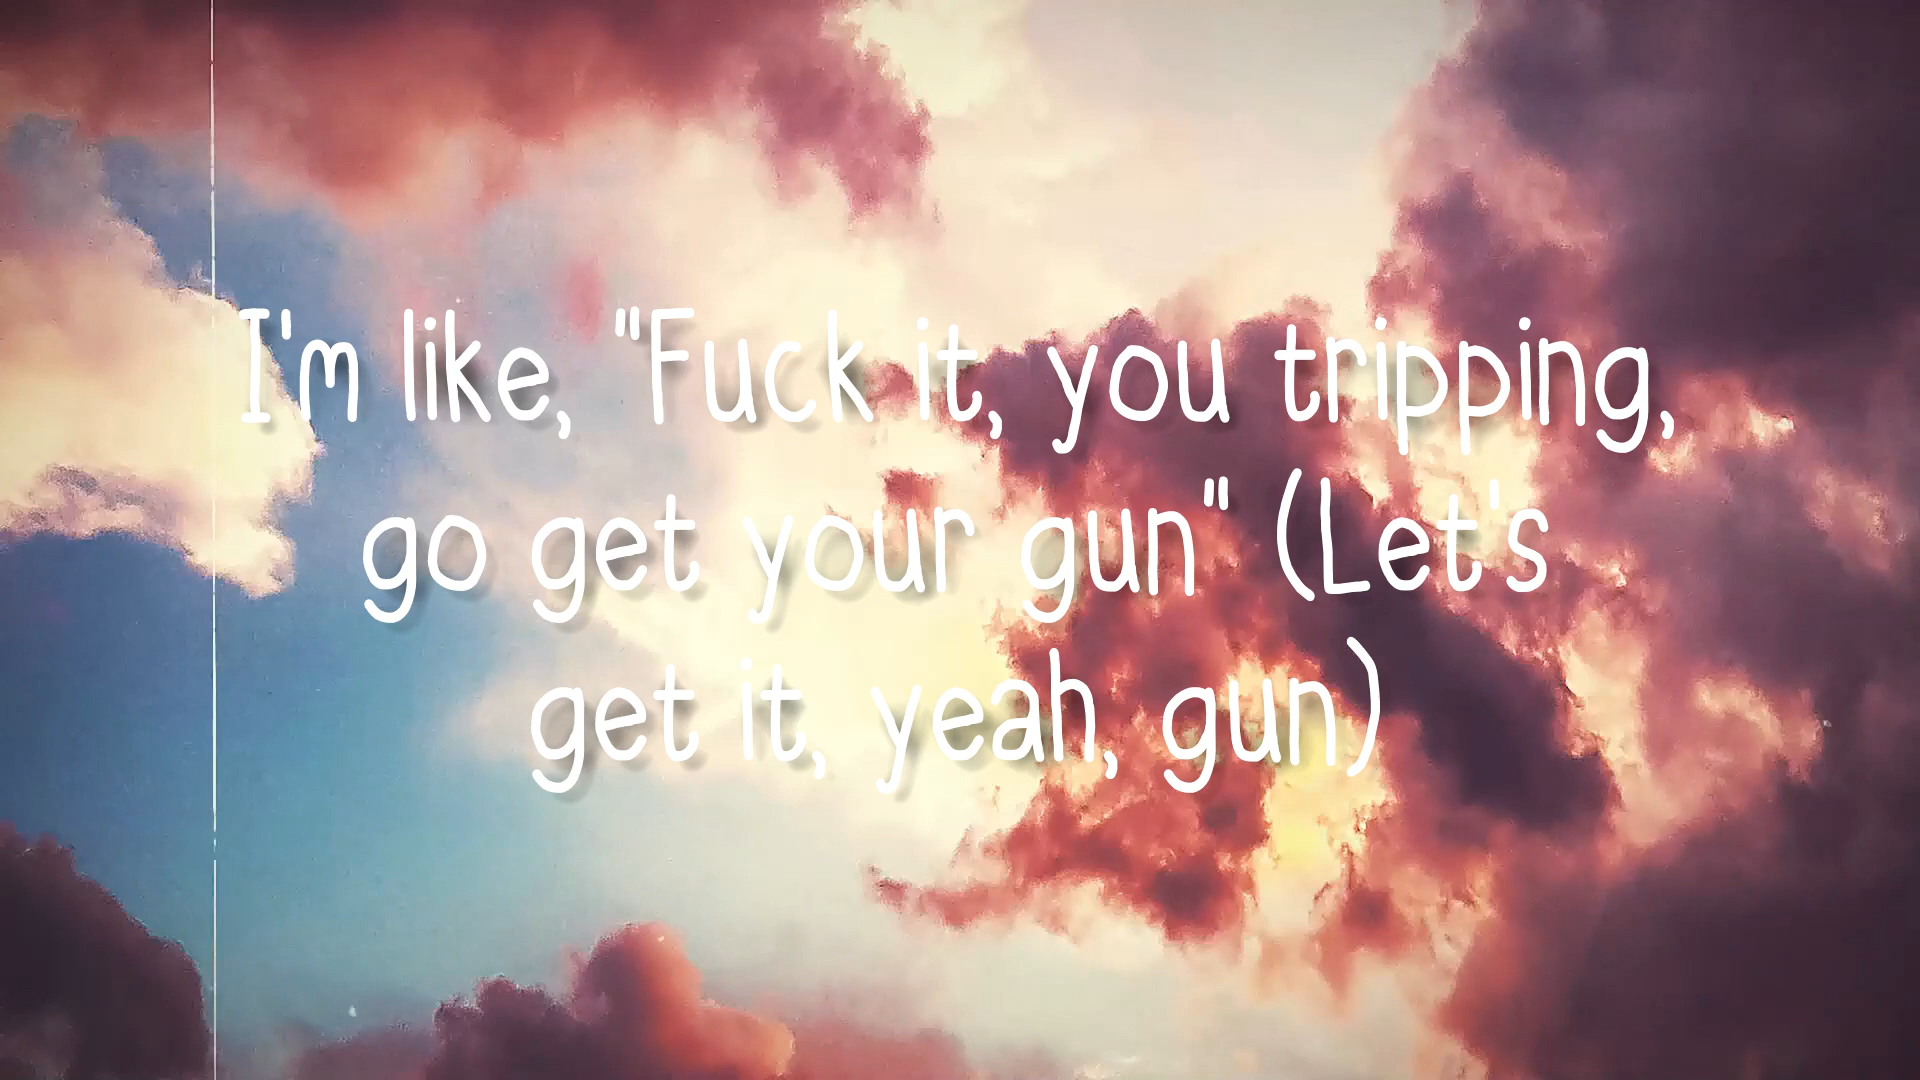 I'm like, "Fuck it, you tripping,
go get your gun" (Let's
get it, yeah, gun)